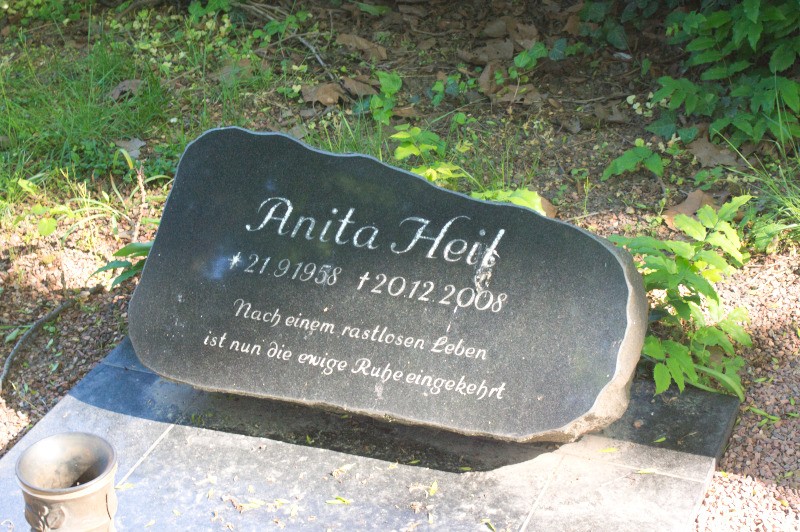 Anita Heil
* 21.9.1958 † 20.12.2008
Nach einem rastlosen Leben
ist nun die ewige Ruhe eingekehrt